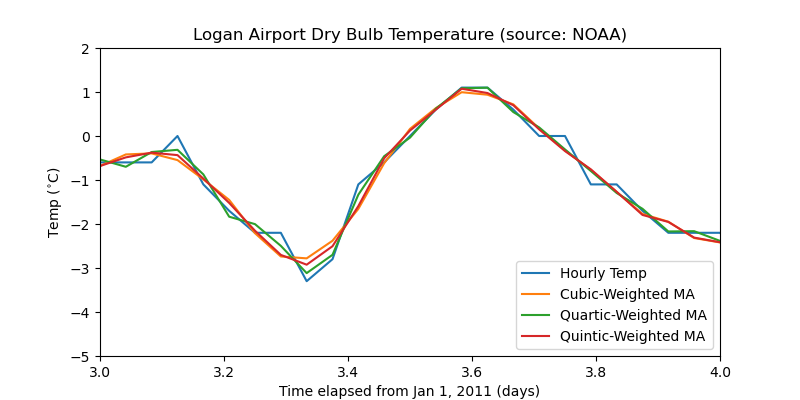 Logan Airport Dry Bulb Temperature (source: NOAA)
Temp (°C)
2
1
0
−1
−2
−3
−4
−5
Hourly Temp
Cubic-Weighted MA
Quartic-Weighted MA
Quintic-Weighted MA
3.0 3.2 3.4 3.6 3.8 4.0
Time elapsed from Jan 1, 2011 (days)